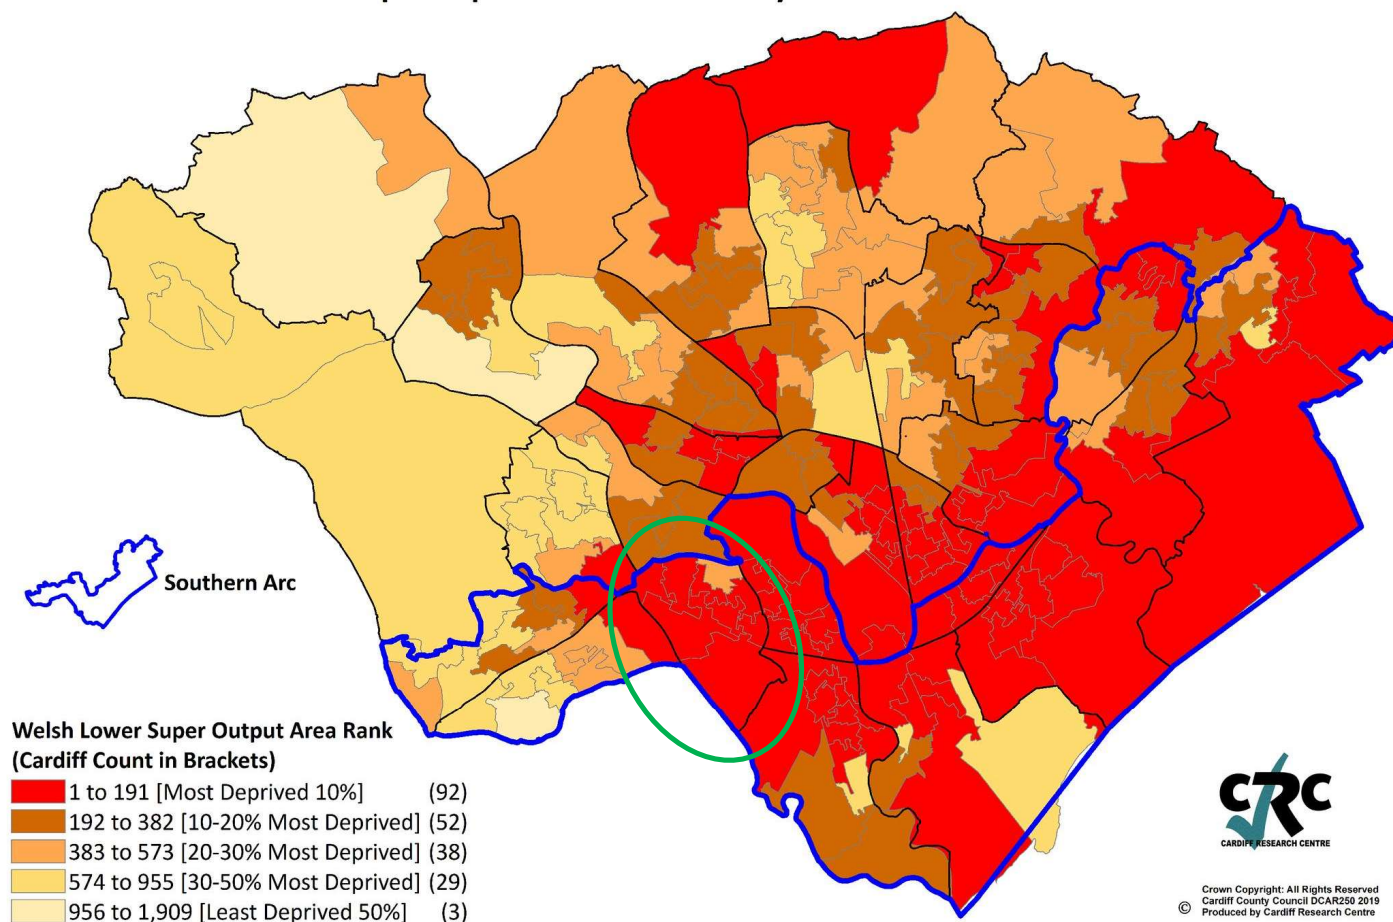 Southern Arc
Welsh Lower Super Output Area Rank
(Cardiff Count in Brackets)
1 to 191 [Most Deprived 10%] (92)
192 to 382 [10-20% Most Deprived] (52)
383 to 573 [20-30% Most Deprived] (38)
574 to 955 [30-50% Most Deprived] (29)
956 to 1,909 [Least Deprived 50%] (3)
CRC
CARDIFF RESEARCH CENTRE
Crown Copyright: All Rights Reserved
Cardiff County Council DCAR250 2019
© Produced by Cardiff Research Centre